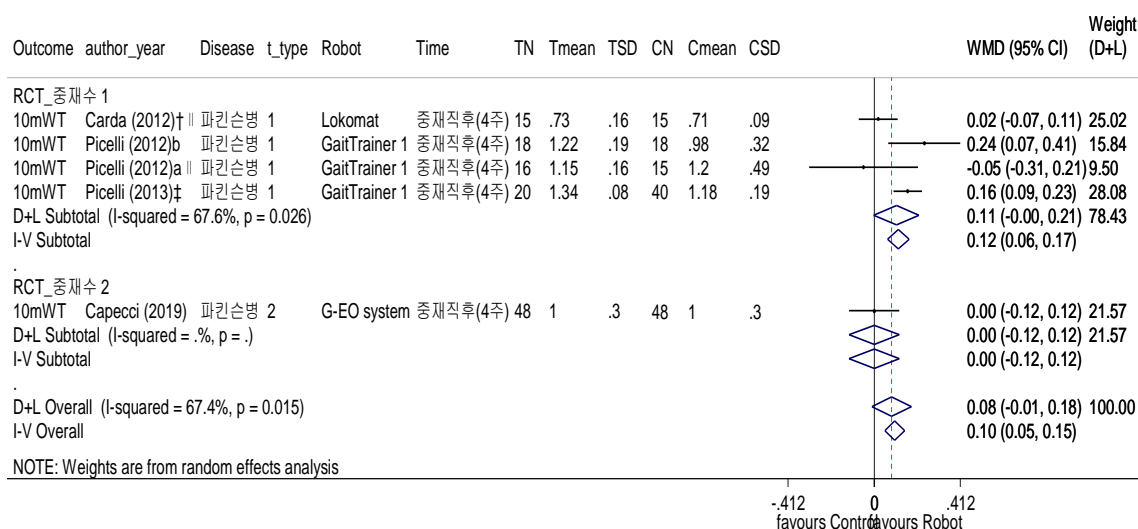 Weight
Outcome author_year Disease t_type Robot Time TN Tmean TSD CN Cmean CSD WMD (95% CI) (D+L)
RCT_중재수 1
10mWT Carda (2012)†∥ 파킨슨병 1 Lokomat 중재직후(4주) 15 .73 .16 15 .71 .09 0.02 (-0.07, 0.11) 25.02
10mWT Picelli (2012)b 파킨슨병 1 GaitTrainer 1 중재직후(4주) 18 1.22 .19 18 .98 .32 0.24 (0.07, 0.41) 15.84
10mWT Picelli (2012)a∥ 파킨슨병 1 GaitTrainer 1 중재직후(4주) 16 1.15 .16 15 1.2 .49 -0.05 (-0.31, 0.21) 9.50
10mWT Picelli (2013)‡ 파킨슨병 1 GaitTrainer 1 중재직후(4주) 20 1.34 .08 40 1.18 .19 0.16 (0.09, 0.23) 28.08
D+L Subtotal (I-squared = 67.6%, p = 0.026) 0.11 (-0.00, 0.21) 78.43
I-V Subtotal 0.12 (0.06, 0.17)
.
RCT_중재수 2
10mWT Capecci (2019) 파킨슨병 2 G-EO system 중재직후(4주) 48 1 .3 48 1 .3 0.00 (-0.12, 0.12) 21.57
D+L Subtotal (I-squared = .%, p = .) 0.00 (-0.12, 0.12) 21.57
I-V Subtotal 0.00 (-0.12, 0.12)
.
D+L Overall (I-squared = 67.4%, p = 0.015) 0.08 (-0.01, 0.18) 100.00
I-V Overall 0.10 (0.05, 0.15)
NOTE: Weights are from random effects analysis
-.412 0 .412
favours Control favours Robot